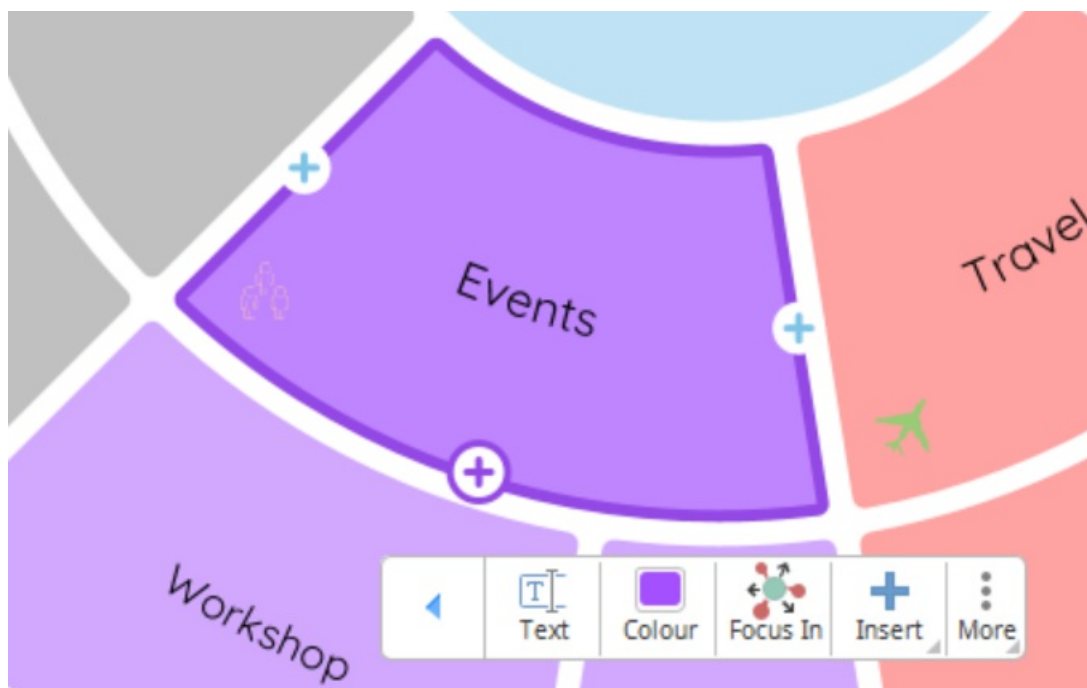 Events
Travel
Workshop
Text
Colour
Focus In
Insert
More